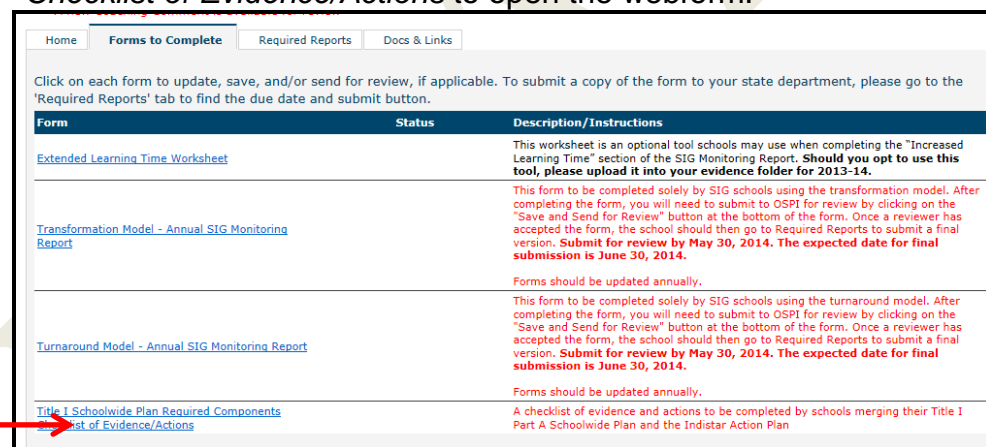 Checklist of Evidence/Actions to open the webform.
Home Forms to Complete Required Reports Docs & Links
Click on each form to update, save, and/or send for review, if applicable. To submit a copy of the form to your state department, please go to the
'Required Reports' tab to find the due date and submit button.
Form Status Description/Instructions
Extended Learning Time Worksheet
This worksheet is an optional tool schools may use when completing the "Increased
Learning Time" section of the SIG Monitoring Report. Should you opt to use this
tool, please upload it into your evidence folder for 2013-14.
Transformation Model - Annual SIG Monitoring
Report
This form to be completed solely by SIG schools using the transformation model. After
completing the form, you will need to submit to OSPI for review by clicking on the
"Save and Send for Review" button at the bottom of the form. Once a reviewer has
accepted the form, the school should then go to Required Reports to submit a final
version. Submit for review by May 30, 2014. The expected date for final
submission is June 30, 2014.
Forms should be updated annually.
Turnaround Model - Annual SIG Monitoring Report
This form to be completed solely by SIG schools using the turnaround model. After
completing the form, you will need to submit to OSPI for review by clicking on the
"Save and Send for Review" button at the bottom of the form. Once a reviewer has
accepted the form, the school should then go to Required Reports to submit a final
version. Submit for review by May 30, 2014. The expected date for final
submission is June 30, 2014.
Forms should be updated annually.
Title I Schoolwide Plan Required Components
Checklist of Evidence/Actions
A checklist of evidence and actions to be completed by schools merging their Title I
Part A Schoolwide Plan and the Indistar Action Plan